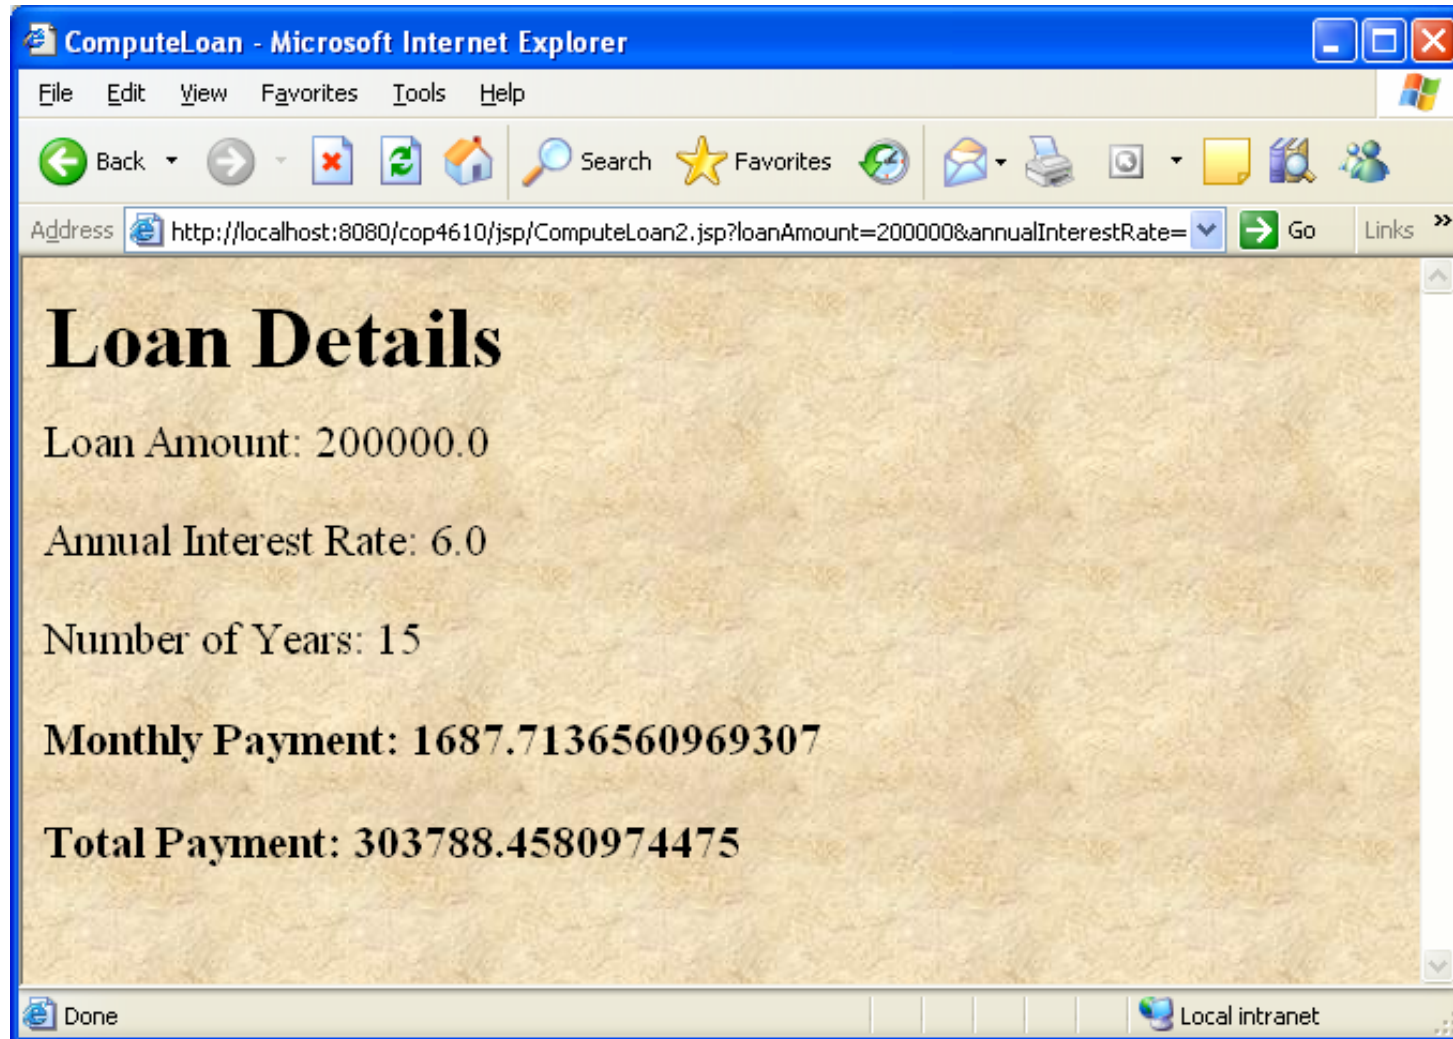 ComputeLoan - Microsoft Internet Explorer
File Edit View Favorites Tools Help
Back Search Favorites
Address http://localhost:8080/cop4610/jsp/ComputeLoan2.jsp?loanAmount=200000&annualInterestRate= Go Links »
Loan Details
Loan Amount: 200000.0
Annual Interest Rate: 6.0
Number of Years: 15
Monthly Payment: 1687.7136560969307
Total Payment: 303788.4580974475
Done Local intranet